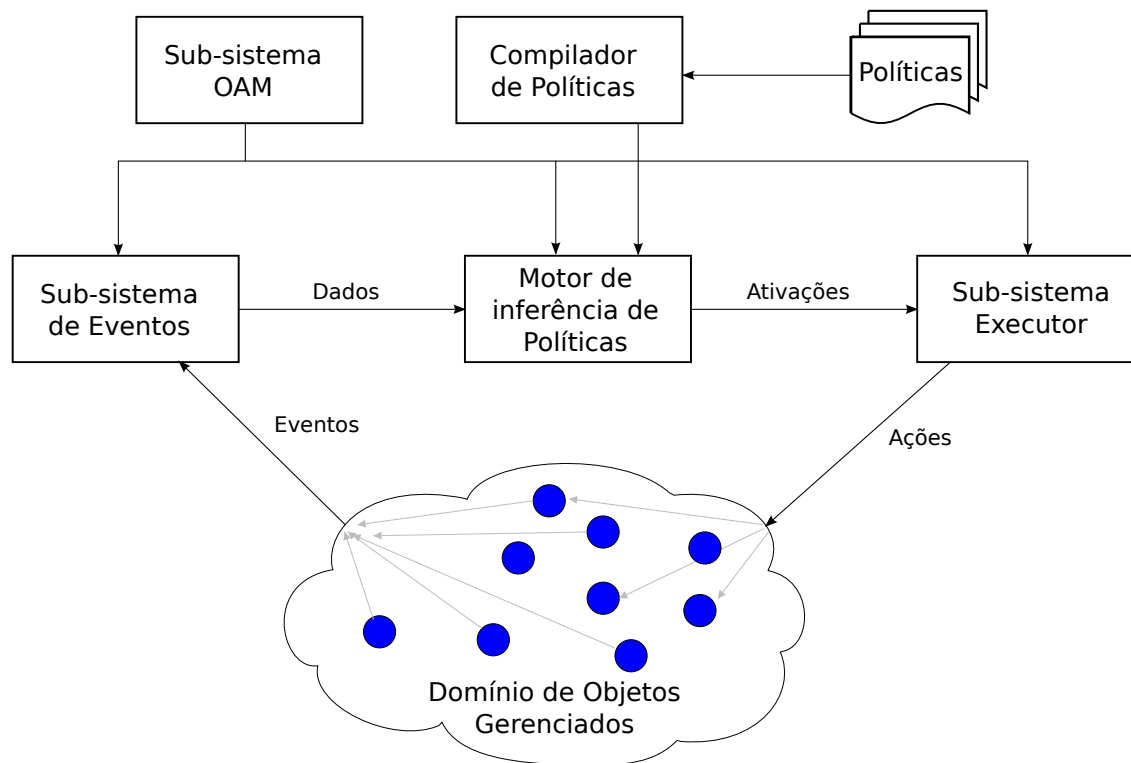 Sub-sistema
OAM
Compilador
de Políticas
Políticas
Sub-sistema
de Eventos
Dados
Motor de
inferência de
Políticas
Ativações
Sub-sistema
Executor
Eventos
Ações
Domínio de Objetos
Gerenciados